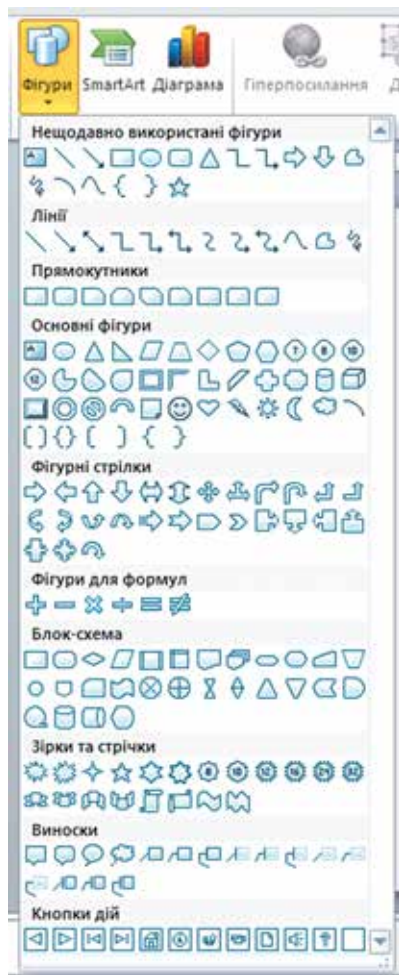 Фігури SmartArt Діаграма Гіперпосилання
Нещодавно використані фігури
Лінії
Прямокутники
Основні фігури
Фігурні стрілки
Фігури для формул
Блок-схема
Зірки та стрічки
Виноски
Кнопки дій